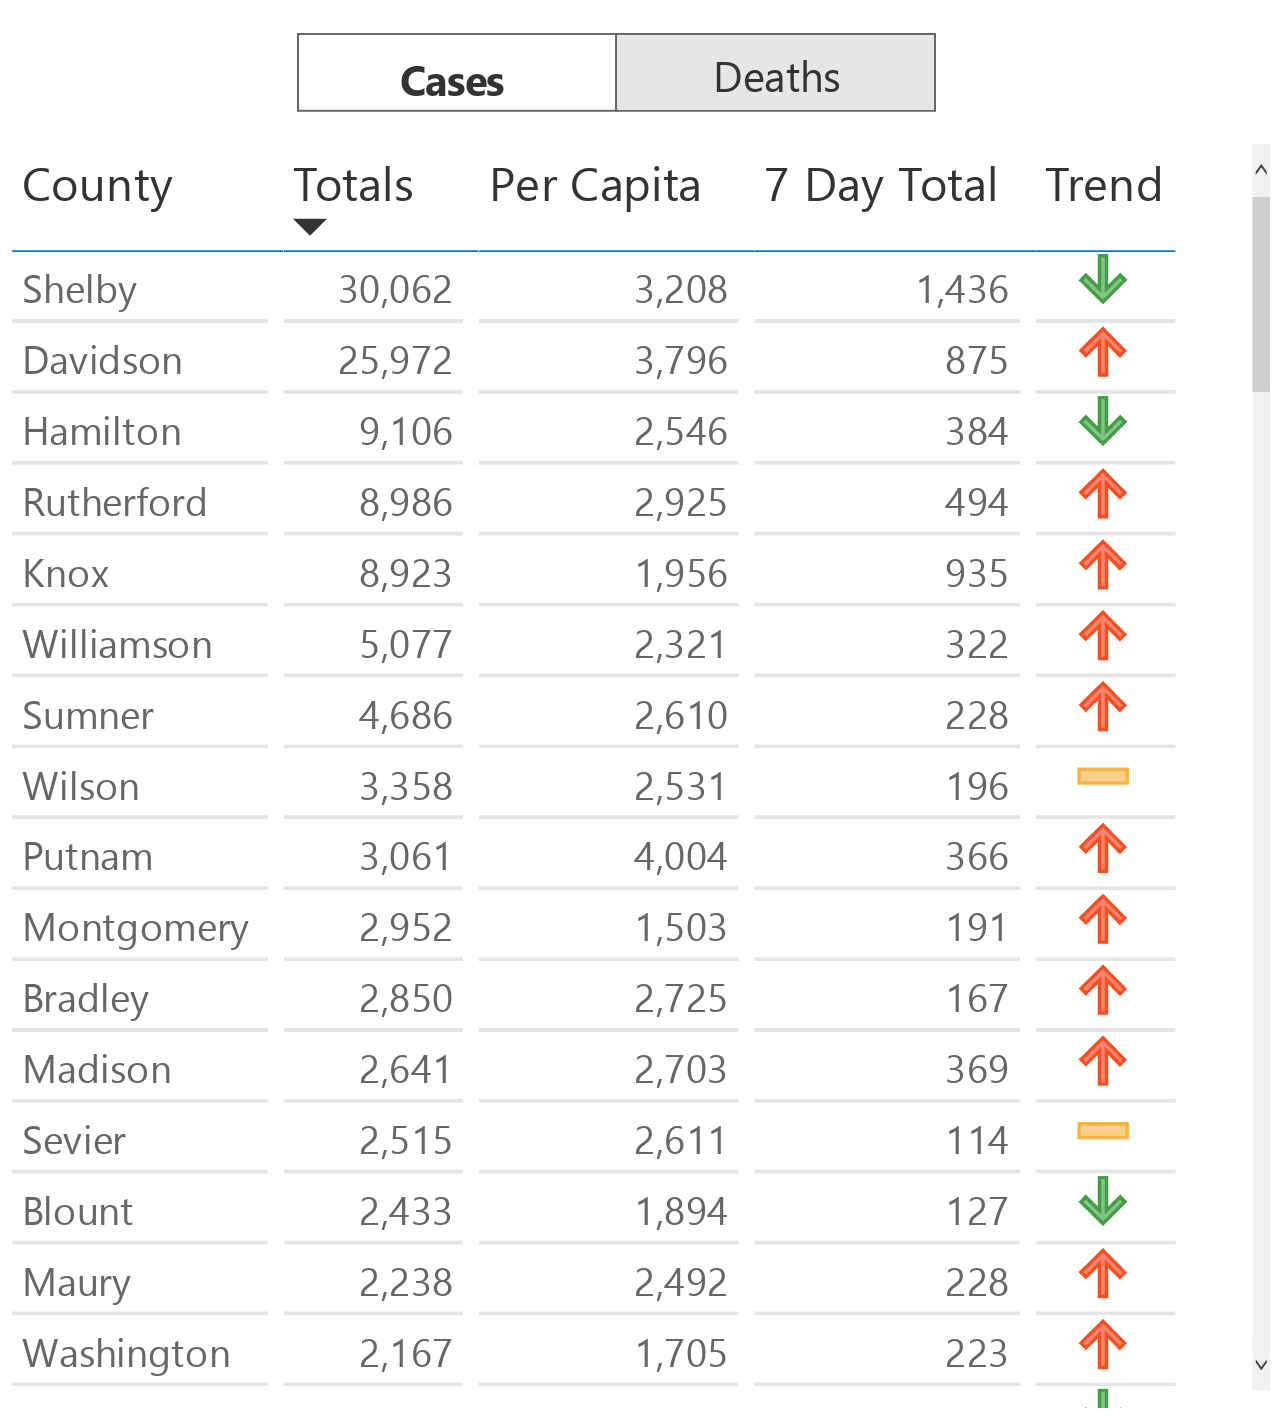 Cases Deaths
County Totals Per Capita 7 Day Total Trend
Shelby 30,062 3,208 1,436
Davidson 25,972 3,796 875
Hamilton 9,106 2,546 384
Rutherford 8,986 2,925 494
Knox 8,923 1,956 935
Williamson 5,077 2,321 322
Sumner 4,686 2,610 228
Wilson 3,358 2,531 196
Putnam 3,061 4,004 366
Montgomery 2,952 1,503 191
Bradley 2,850 2,725 167
Madison 2,641 2,703 369
Sevier 2,515 2,611 114
Blount 2,433 1,894 127
Maury 2,238 2,492 228
Washington 2,167 1,705 223